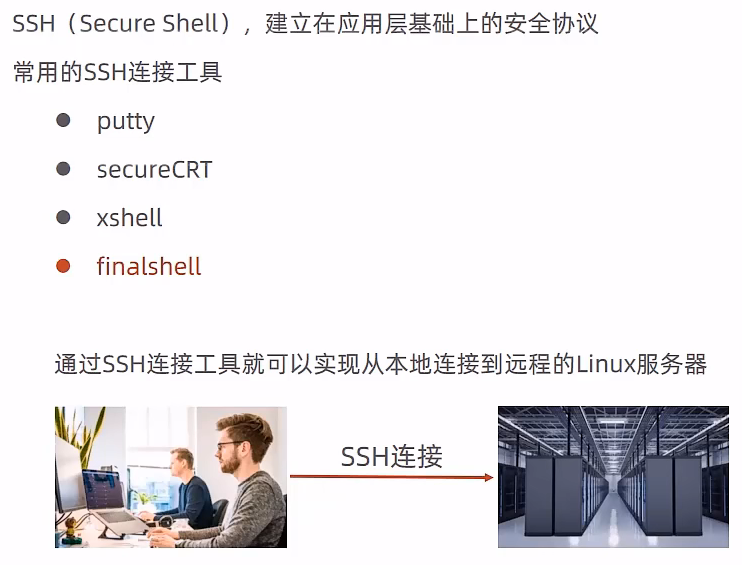 SSH（Secure Shell），建立在应用层基础上的安全协议
常用的SSH连接工具
putty
secureCRT
xshell
finalshell
通过SSH连接工具就可以实现从本地连接到远程的Linux服务器
SSH连接